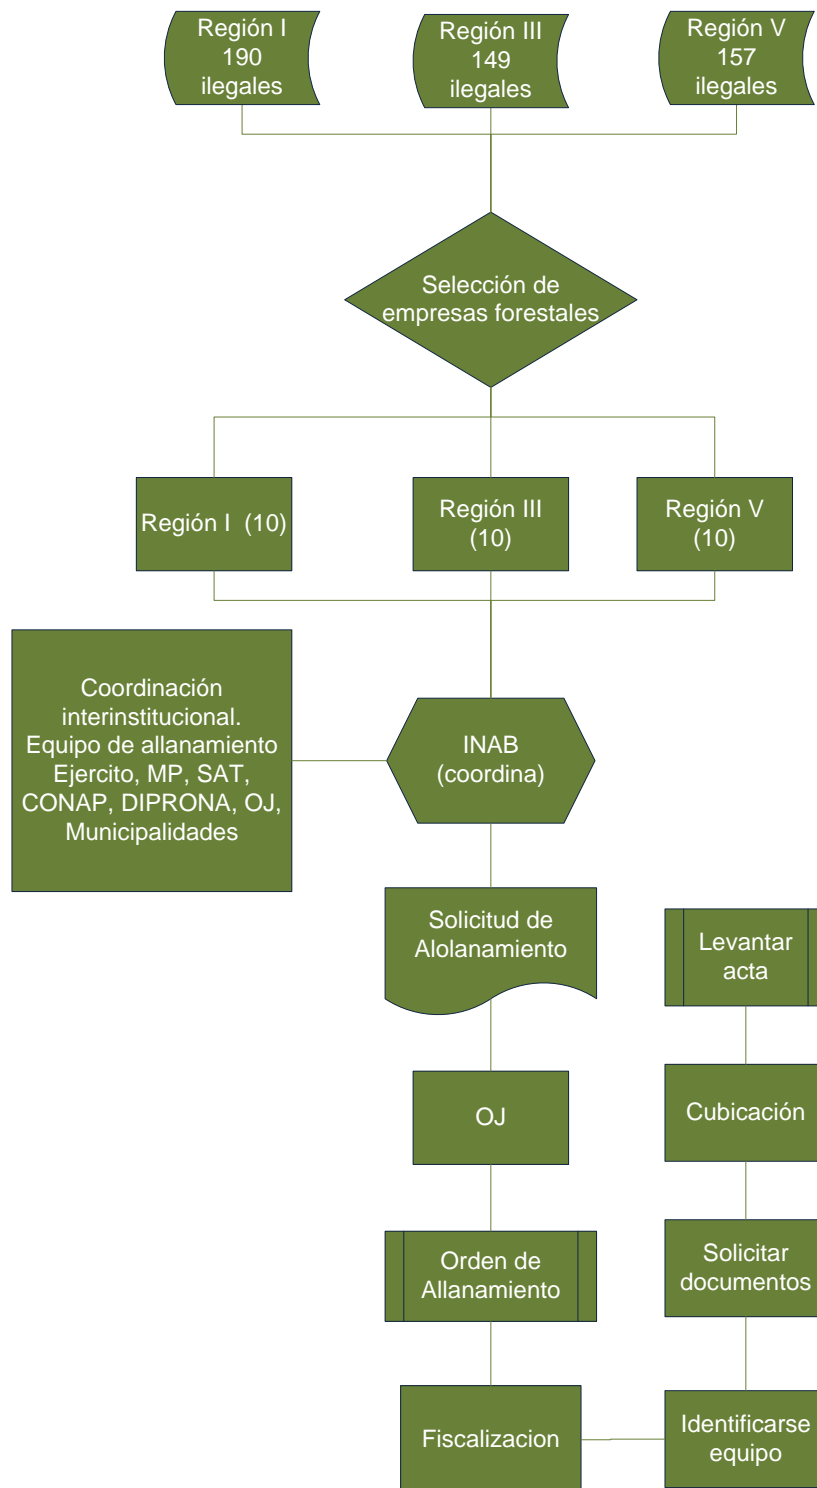 Región I
190
ilegales
Región III
149
ilegales
Región V
157
ilegales
Selección de
empresas forestales
Región I  (10)
Región III
(10)
Región V
(10)
Coordinación
interinstitucional.
Equipo de allanamiento
Ejercito, MP, SAT,
CONAP, DIPRONA, OJ,
Municipalidades
INAB
(coordina)
Solicitud de
Alolanamiento
OJ
Orden de
Allanamiento
Fiscalizacion
Identificarse
equipo
Solicitar
documentos
Cubicación
Levantar
acta